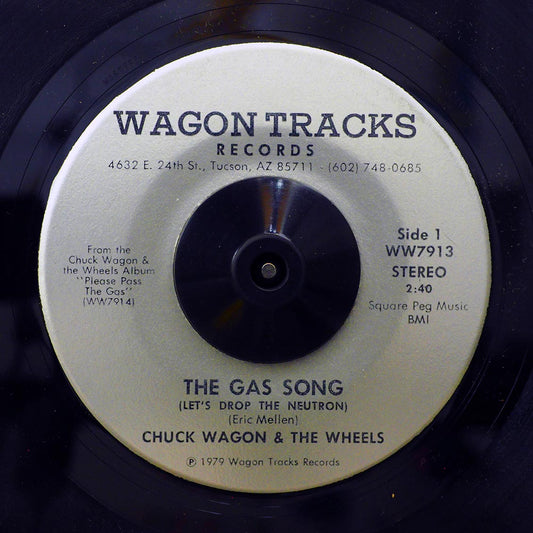 WAGON TRACKS
RECORDS
4632 E. 24th St., Tucson, AZ 85711 - (602) 748-0685
From the
Chuck Wagon &
the Wheels Album
"Please Pass
The Gas"
(WW7914)
Side 1
WW7913
STEREO
2:40
Square Peg Music
BMI
THE GAS SONG
(LET'S DROP THE NEUTRON)
(Eric Mellen)
CHUCK WAGON & THE WHEELS
℗ 1979 Wagon Tracks Records